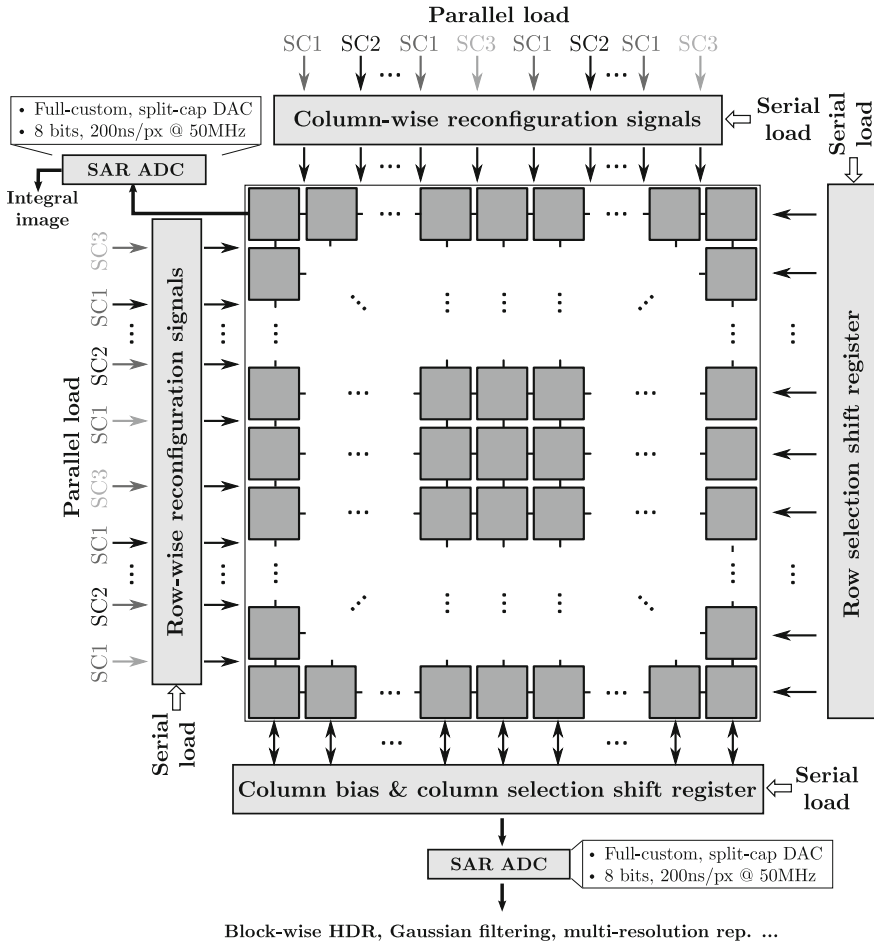 Parallel load
SC1 SC2 SC1 SC3 SC1 SC2 SC1 SC3
• Full-custom, split-cap DAC
• 8 bits, 200ns/px @ 50MHz
Column-wise reconfiguration signals
Serial
load
Serial
load
SAR ADC
Integral
image
Parallel load
SC3
SC1
SC2
SC1
SC3
SC1
SC2
SC1
Row-wise reconfiguration signals
Serial
load
Row selection shift register
Column bias & column selection shift register
Serial
load
SAR ADC
• Full-custom, split-cap DAC
• 8 bits, 200ns/px @ 50MHz
Block-wise HDR, Gaussian filtering, multi-resolution rep. ...